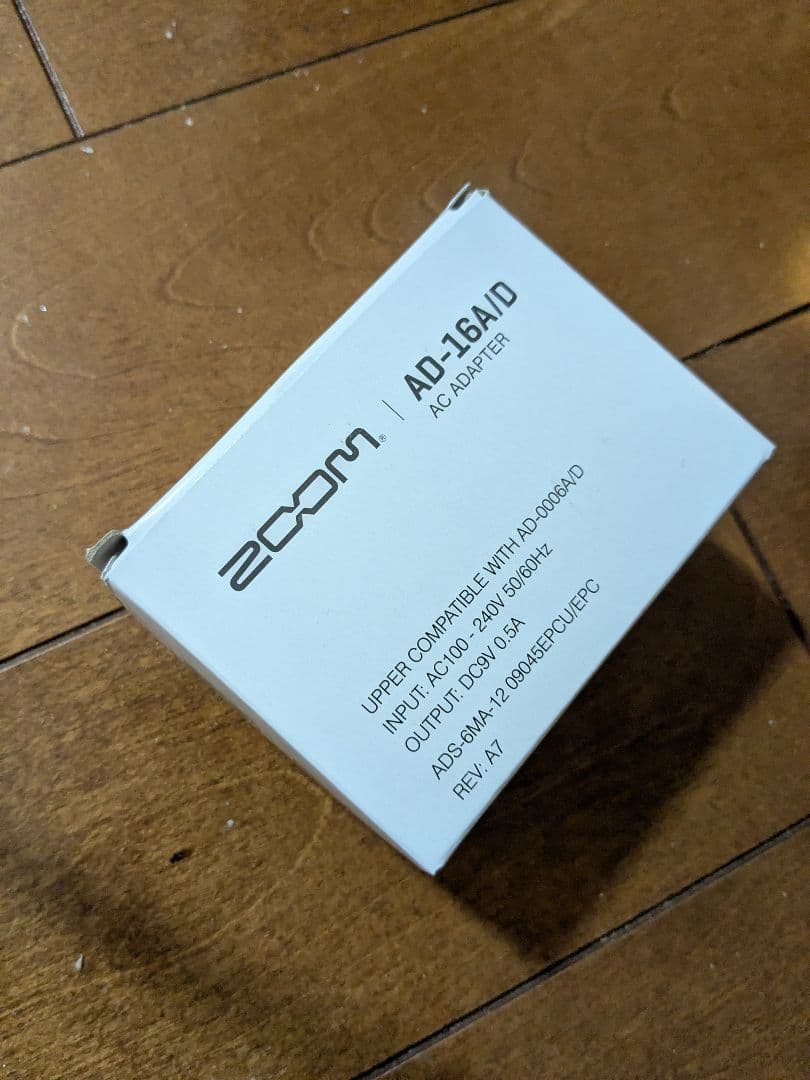 ZOOM® | AD-16A/D
AC ADAPTER
UPPER COMPATIBLE WITH AD-0006A/D
INPUT: AC100 - 240V 50/60Hz
OUTPUT: DC9V 0.5A
ADS-6MA-12 09045EPCU/EPC
REV: A7